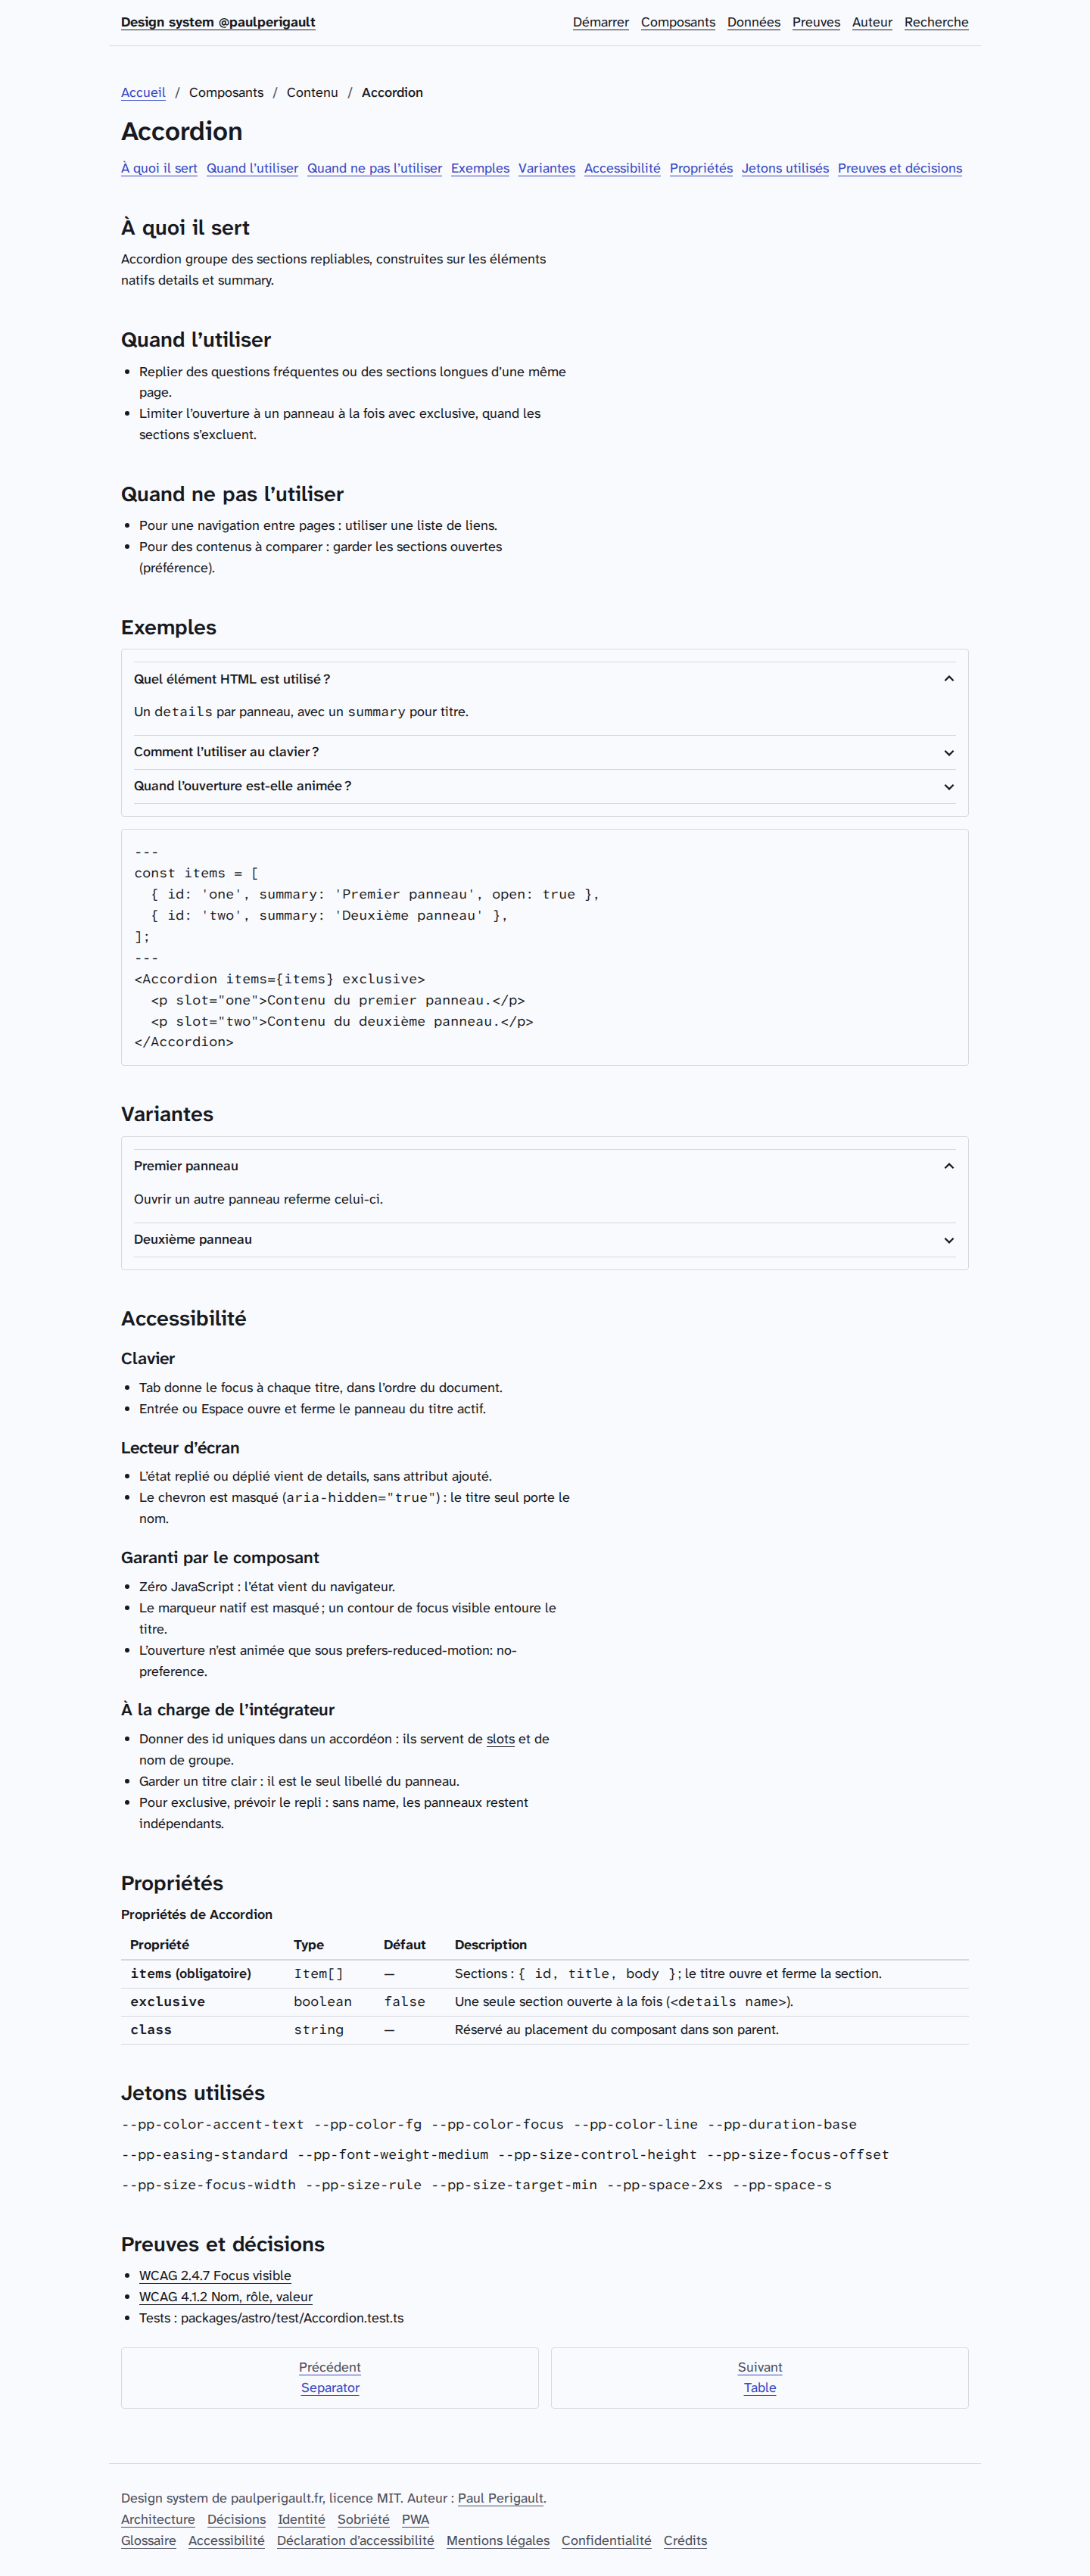 Design system @paulperigault
Démarrer Composants Données Preuves Auteur Recherche
Accueil / Composants / Contenu / Accordion
Accordion
À quoi il sert Quand l’utiliser Quand ne pas l’utiliser Exemples Variantes Accessibilité Propriétés Jetons utilisés Preuves et décisions
À quoi il sert
Accordion groupe des sections repliables, construites sur les éléments
natifs details et summary.
Quand l’utiliser
• Replier des questions fréquentes ou des sections longues d’une même
page.
• Limiter l’ouverture à un panneau à la fois avec exclusive, quand les
sections s’excluent.
Quand ne pas l’utiliser
• Pour une navigation entre pages : utiliser une liste de liens.
• Pour des contenus à comparer : garder les sections ouvertes
(préférence).
Exemples
Quel élément HTML est utilisé ?
Un details par panneau, avec un summary pour titre.
Comment l’utiliser au clavier ?
Quand l’ouverture est-elle animée ?
---
const items = [
  { id: 'one', summary: 'Premier panneau', open: true },
  { id: 'two', summary: 'Deuxième panneau' },
];
---
<Accordion items={items} exclusive>
  <p slot="one">Contenu du premier panneau.</p>
  <p slot="two">Contenu du deuxième panneau.</p>
</Accordion>
Variantes
Premier panneau
Ouvrir un autre panneau referme celui-ci.
Deuxième panneau
Accessibilité
Clavier
• Tab donne le focus à chaque titre, dans l’ordre du document.
• Entrée ou Espace ouvre et ferme le panneau du titre actif.
Lecteur d’écran
• L’état replié ou déplié vient de details, sans attribut ajouté.
• Le chevron est masqué (aria-hidden="true") : le titre seul porte le
nom.
Garanti par le composant
• Zéro JavaScript : l’état vient du navigateur.
• Le marqueur natif est masqué ; un contour de focus visible entoure le
titre.
• L’ouverture n’est animée que sous prefers-reduced-motion: no-
preference.
À la charge de l’intégrateur
• Donner des id uniques dans un accordéon : ils servent de slots et de
nom de groupe.
• Garder un titre clair : il est le seul libellé du panneau.
• Pour exclusive, prévoir le repli : sans name, les panneaux restent
indépendants.
Propriétés
Propriétés de Accordion
Propriété Type Défaut Description
items (obligatoire) Item[] — Sections : { id, title, body } ; le titre ouvre et ferme la section.
exclusive boolean false Une seule section ouverte à la fois (<details name>).
class string — Réservé au placement du composant dans son parent.
Jetons utilisés
--pp-color-accent-text --pp-color-fg --pp-color-focus --pp-color-line --pp-duration-base
--pp-easing-standard --pp-font-weight-medium --pp-size-control-height --pp-size-focus-offset
--pp-size-focus-width --pp-size-rule --pp-size-target-min --pp-space-2xs --pp-space-s
Preuves et décisions
• WCAG 2.4.7 Focus visible
• WCAG 4.1.2 Nom, rôle, valeur
• Tests : packages/astro/test/Accordion.test.ts
Précédent
Separator
Suivant
Table
Design system de paulperigault.fr, licence MIT. Auteur : Paul Perigault.
Architecture Décisions Identité Sobriété PWA
Glossaire Accessibilité Déclaration d’accessibilité Mentions légales Confidentialité Crédits